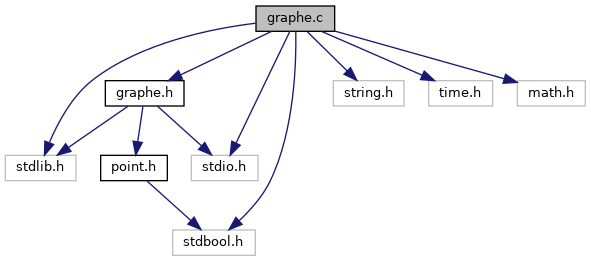 graphe.c
graphe.h
string.h
time.h
math.h
stdlib.h
point.h
stdio.h
stdbool.h